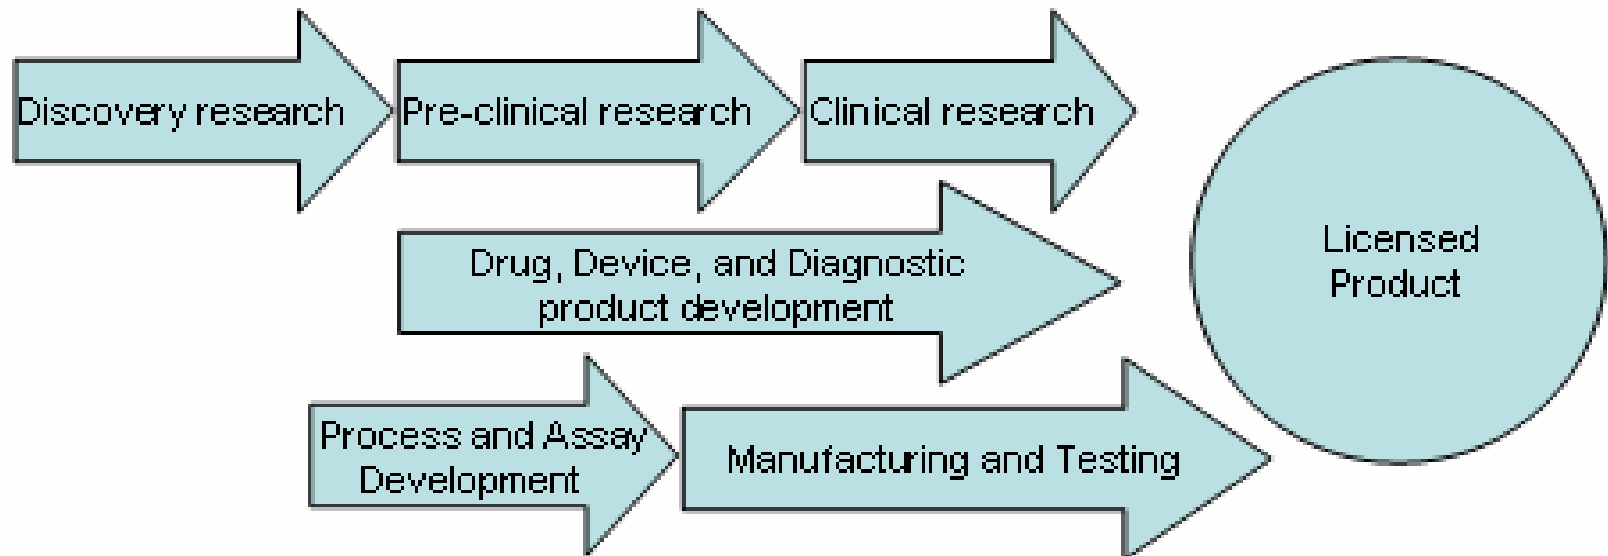 Discovery research
Pre-clinical research
Clinical research
Drug, Device, and Diagnostic
product development
Licensed
Product
Process and Assay
Development
Manufacturing and Testing